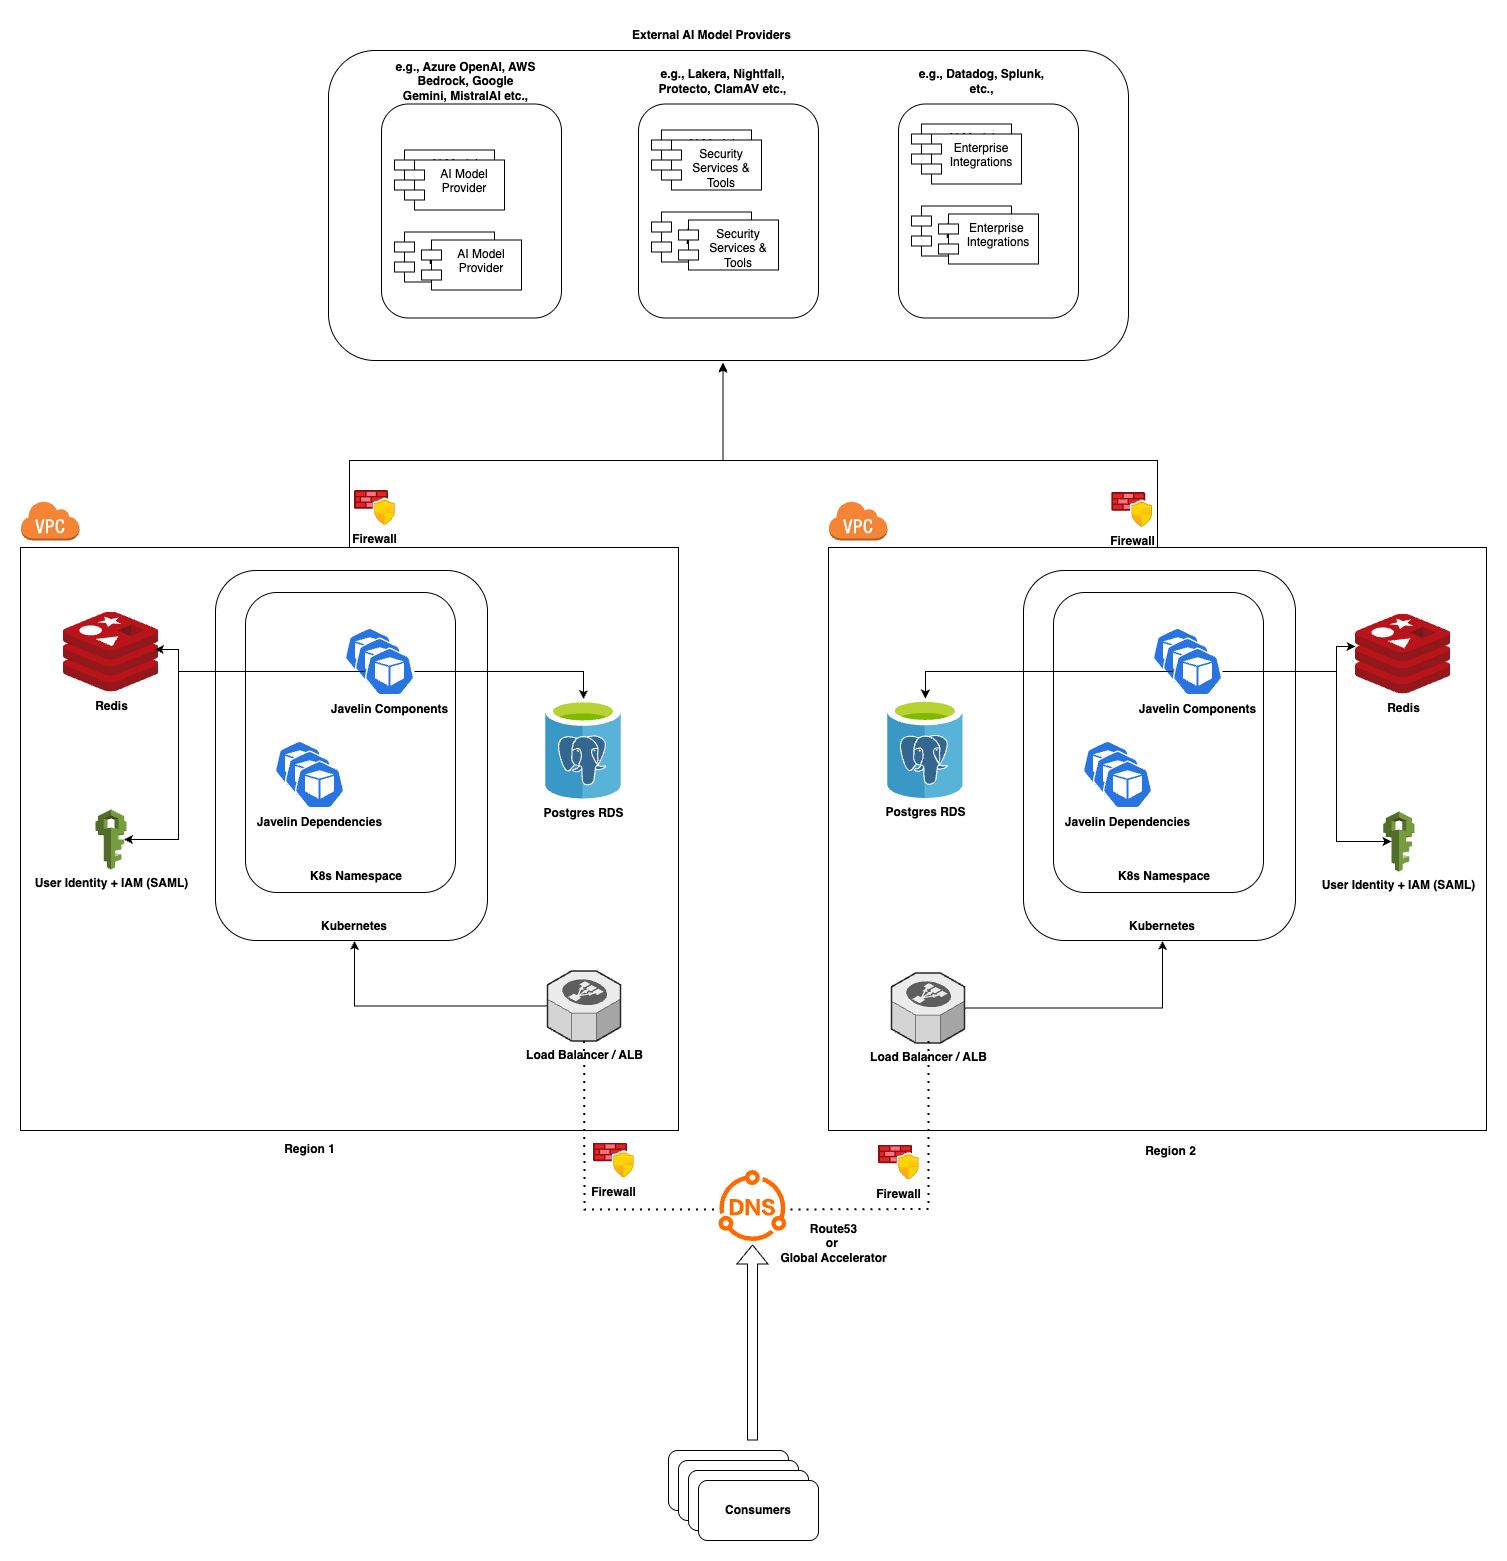 External AI Model Providers
e.g., Azure OpenAI, AWS
Bedrock, Google
Gemini, MistralAI etc.,
e.g., Lakera, Nightfall,
Protecto, ClamAV etc.,
e.g., Datadog, Splunk,
etc.,
AI Model
Provider
AI Model
Provider
Security
Services &
Tools
Security
Services &
Tools
Enterprise
Integrations
Enterprise
Integrations
VPC
Firewall
VPC
Firewall
Redis
Javelin Components
Postgres RDS
Javelin Dependencies
User Identity + IAM (SAML)
K8s Namespace
Kubernetes
Load Balancer / ALB
Region 1
Redis
Javelin Components
Postgres RDS
Javelin Dependencies
User Identity + IAM (SAML)
K8s Namespace
Kubernetes
Load Balancer / ALB
Region 2
Firewall
Firewall
DNS
Route53
or
Global Accelerator
Consumers